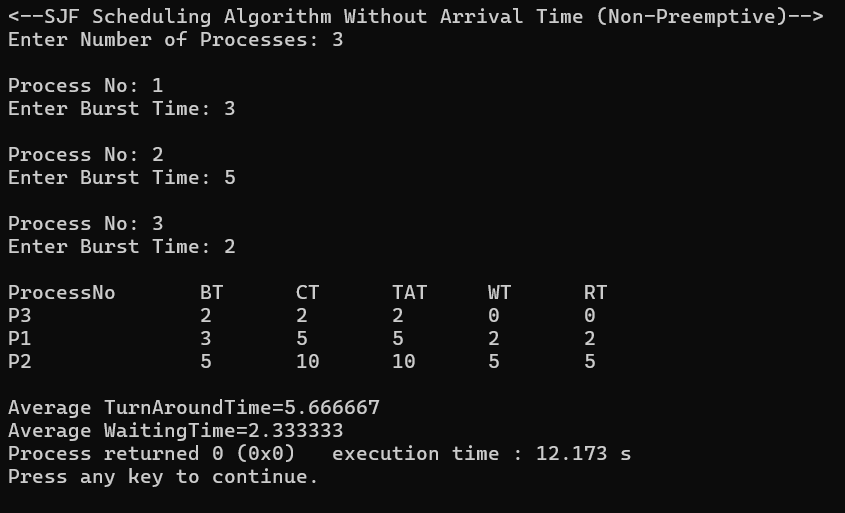 <--SJF Scheduling Algorithm Without Arrival Time (Non-Preemptive)-->
Enter Number of Processes: 3
Process No: 1
Enter Burst Time: 3
Process No: 2
Enter Burst Time: 5
Process No: 3
Enter Burst Time: 2
ProcessNo BT CT TAT WT RT
P3 2 2 2 0 0
P1 3 5 5 2 2
P2 5 10 10 5 5
Average TurnAroundTime=5.666667
Average WaitingTime=2.333333
Process returned 0 (0x0)   execution time : 12.173 s
Press any key to continue.